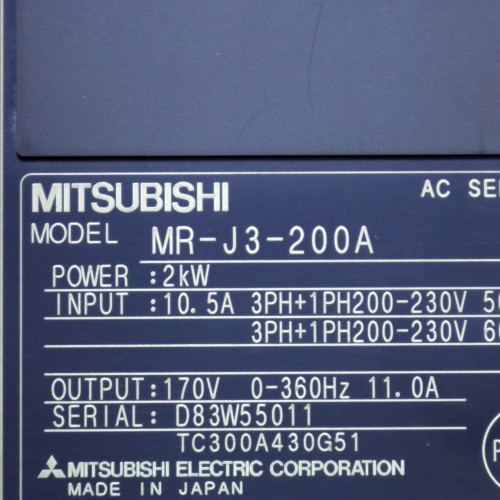 MITSUBISHI AC SE
MODEL MR-J3-200A
POWER :2kW
INPUT :10.5A 3PH+1PH200-230V 5
3PH+1PH200-230V 6
OUTPUT:170V 0-360Hz 11.0A
SERIAL: D83W55011
TC300A430G51
MITSUBISHI ELECTRIC CORPORATION
MADE IN JAPAN